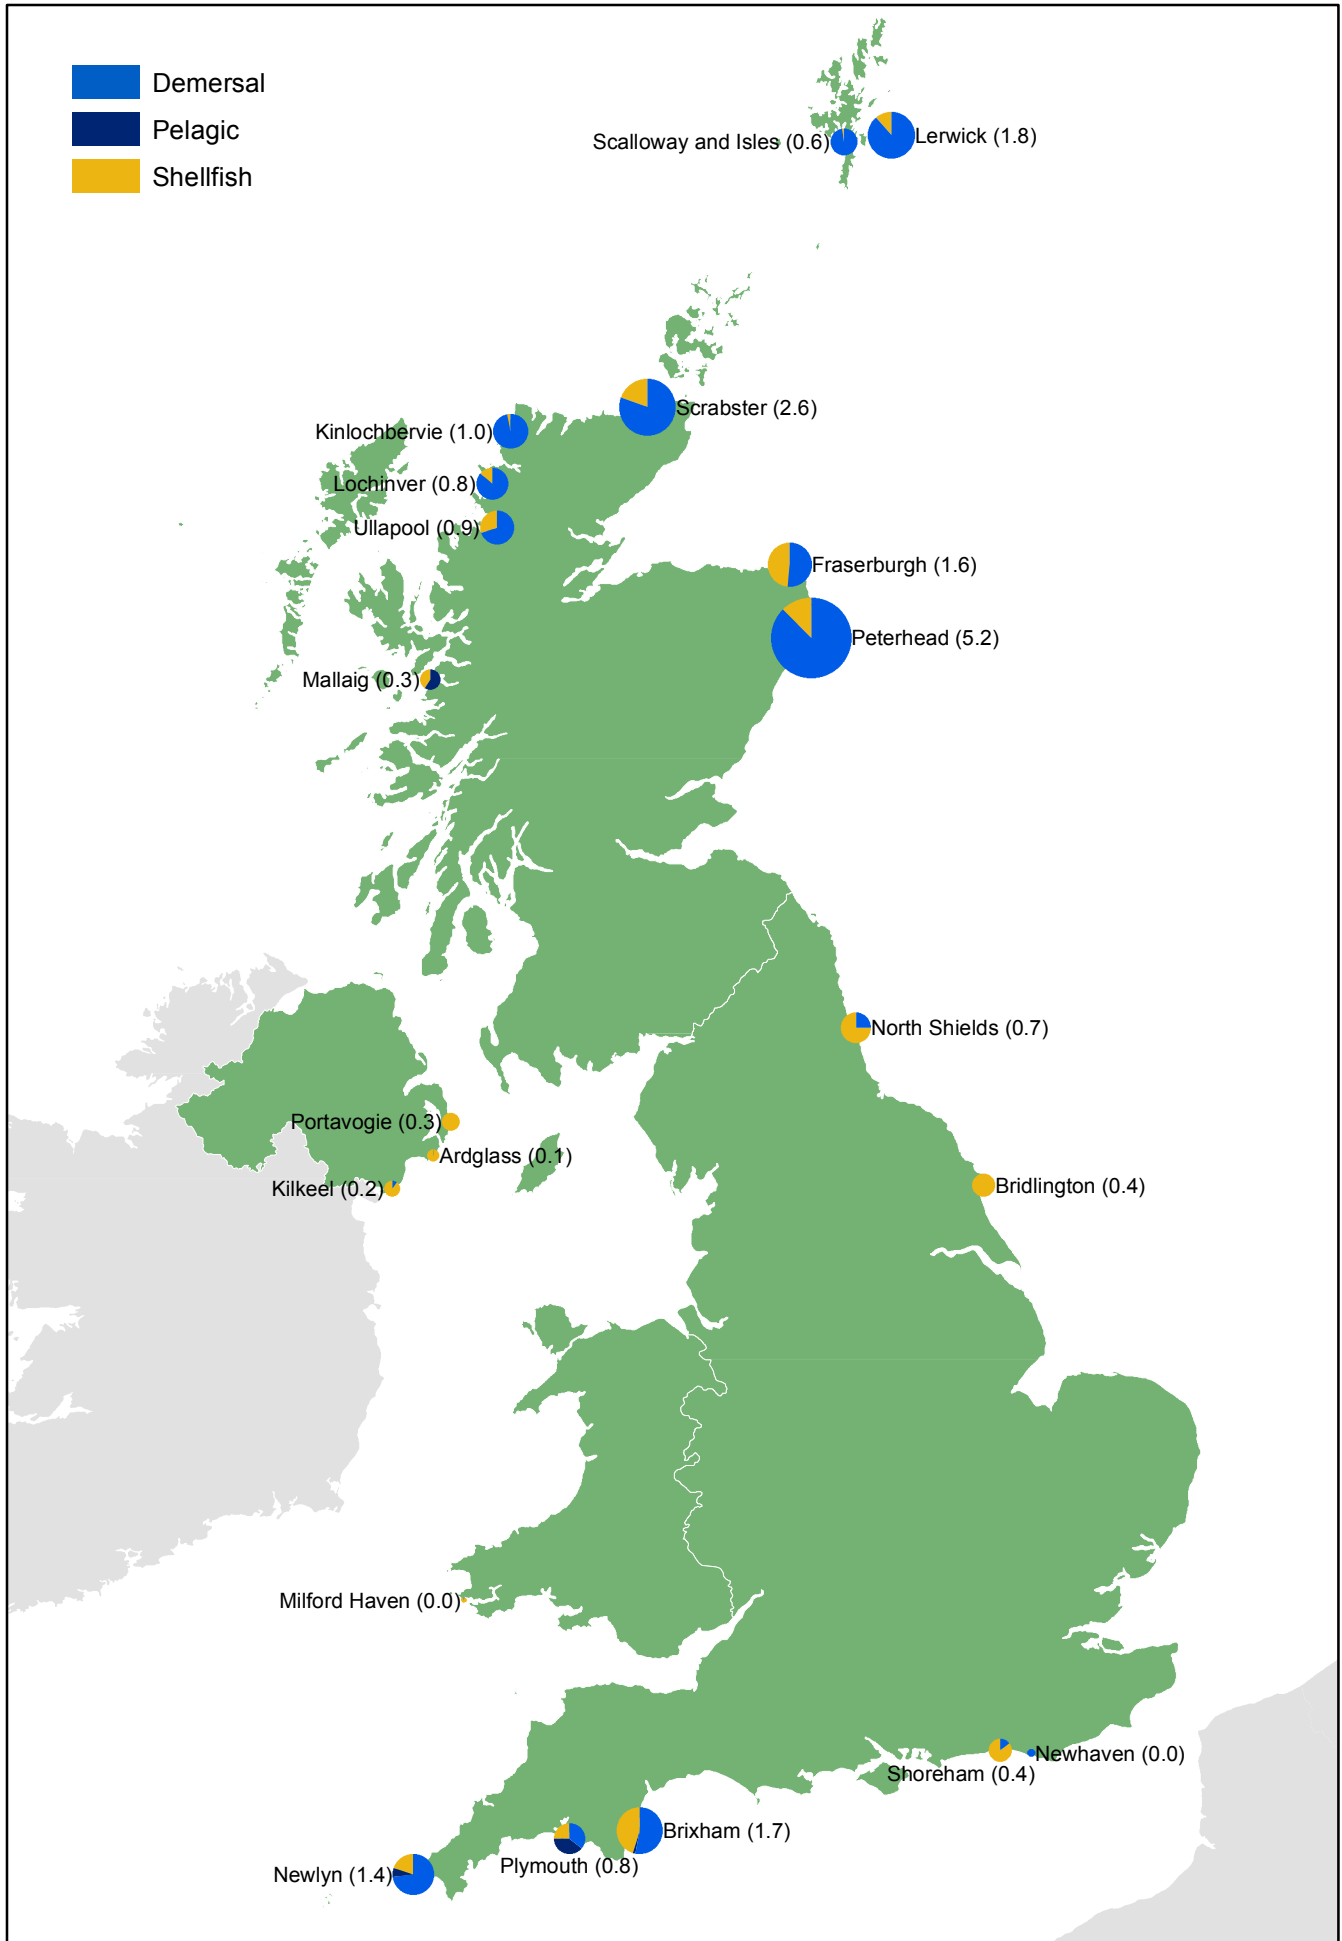 Demersal
Pelagic
Shellfish
Scalloway and Isles (0.6)
Lerwick (1.8)
Scrabster (2.6)
Kinlochbervie (1.0)
Lochinver (0.8)
Ullapool (0.9)
Fraserburgh (1.6)
Peterhead (5.2)
Mallaig (0.3)
North Shields (0.7)
Portavogie (0.3)
Ardglass (0.1)
Kilkeel (0.2)
Bridlington (0.4)
Milford Haven (0.0)
Newhaven (0.0)
Shoreham (0.4)
Brixham (1.7)
Plymouth (0.8)
Newlyn (1.4)